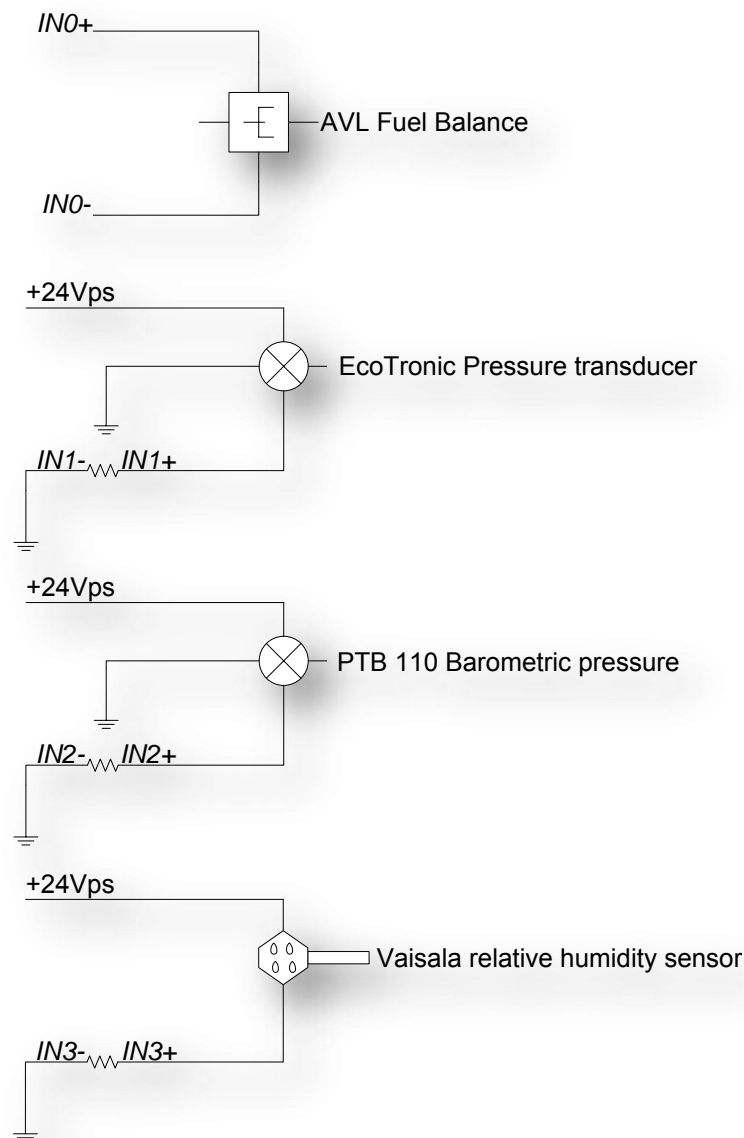 IN0+
AVL Fuel Balance
IN0-
+24Vps
EcoTronic Pressure transducer
IN1- IN1+
+24Vps
PTB 110 Barometric pressure
IN2- IN2+
+24Vps
Vaisala relative humidity sensor
IN3- IN3+